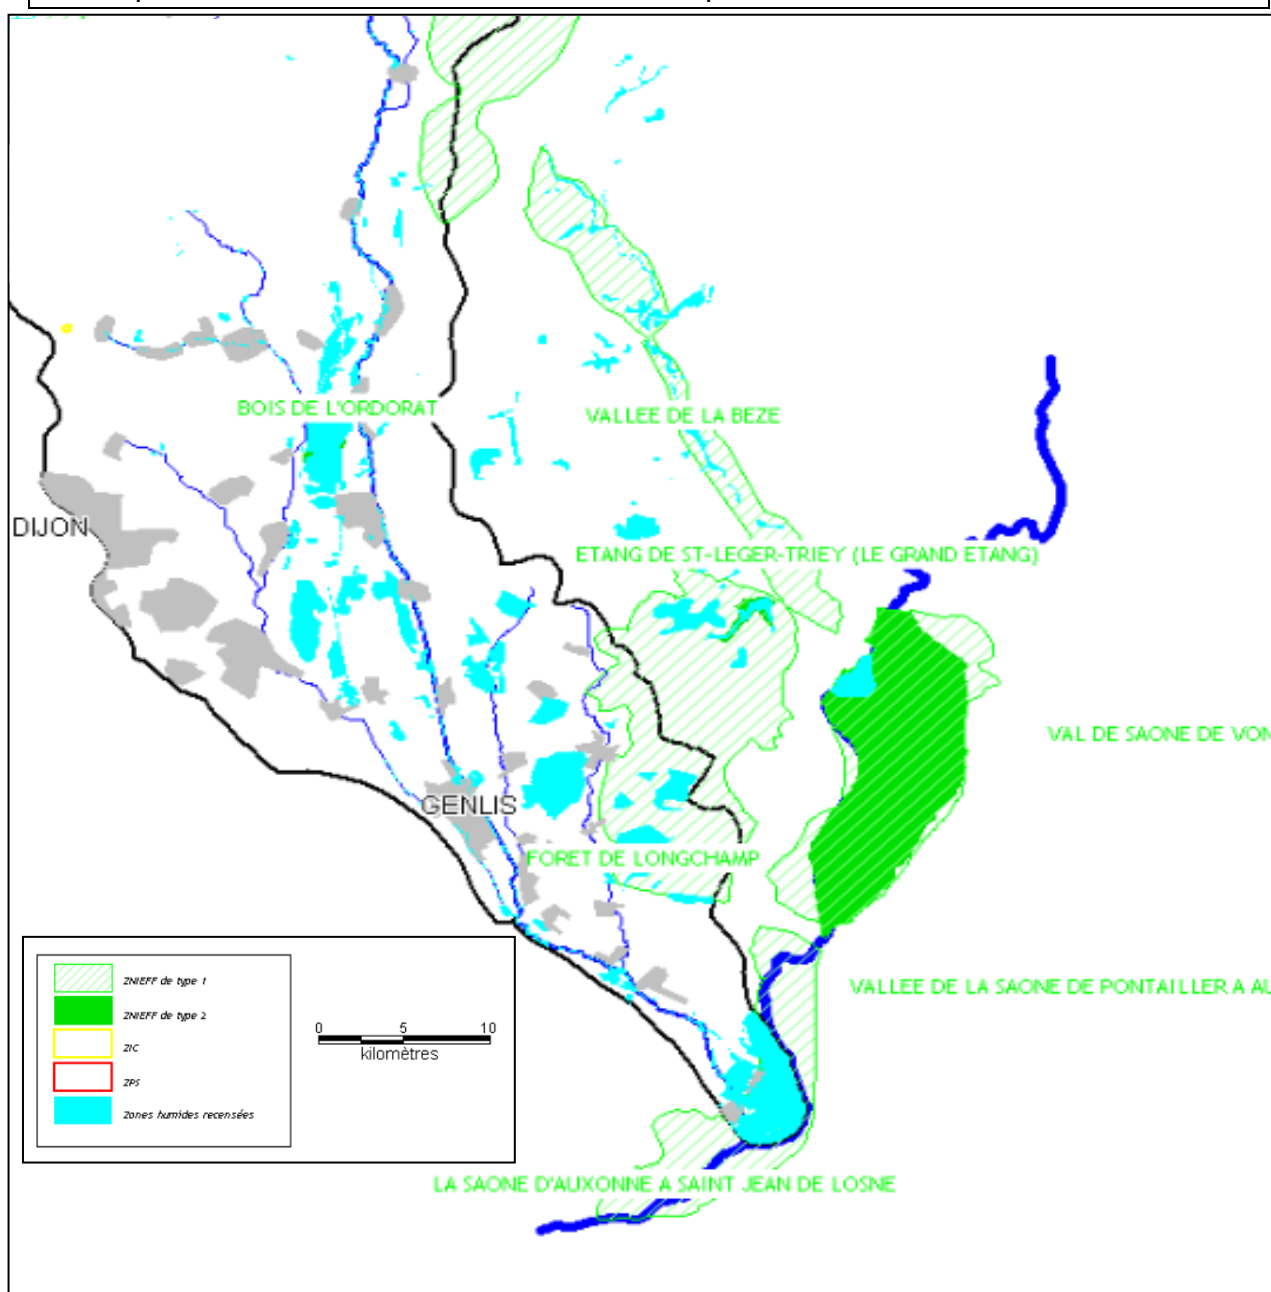 BOIS DE L'ORDORAT
VALLEE DE LA BEZE
DIJON
ETANG DE ST-LEGER-TRIEY (LE GRAND ETANG)
VAL DE SAONE DE VON
GENLIS
FORET DE LONGCHAMP
VALLEE DE LA SAONE DE PONTAILLER A AU
ZNIEFF de type 1
ZNIEFF de type 2
ZIC
ZPS
Zones humides recensées
0 5 10
kilomètres
LA SAONE D'AUXONNE A SAINT JEAN DE LOSNE